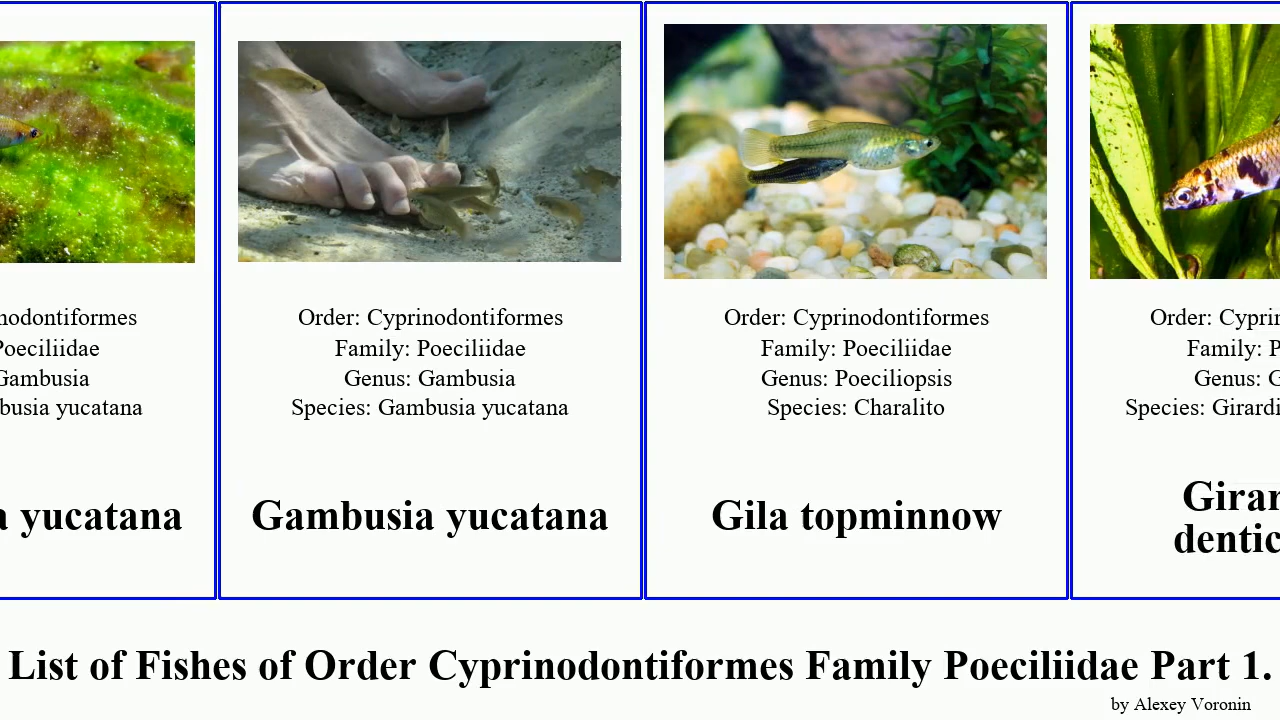 nodontiformes
Poeciliidae
Gambusia
busia yucatana
a yucatana
Order: Cyprinodontiformes
Family: Poeciliidae
Genus: Gambusia
Species: Gambusia yucatana
Gambusia yucatana
Order: Cyprinodontiformes
Family: Poeciliidae
Genus: Poeciliopsis
Species: Charalito
Gila topminnow
Order: Cyprin
Family: P
Genus: G
Species: Girardi
Girar
dentic
List of Fishes of Order Cyprinodontiformes Family Poeciliidae Part 1.
by Alexey Voronin